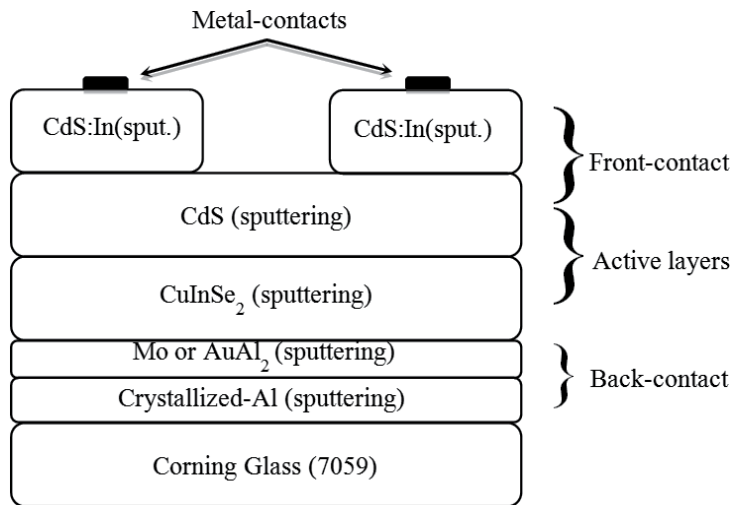 Metal-contacts
CdS:In(sput.)
CdS:In(sput.)
Front-contact
CdS (sputtering)
Active layers
CuInSe₂ (sputtering)
Mo or AuAl₂ (sputtering)
Back-contact
Crystallized-Al (sputtering)
Corning Glass (7059)